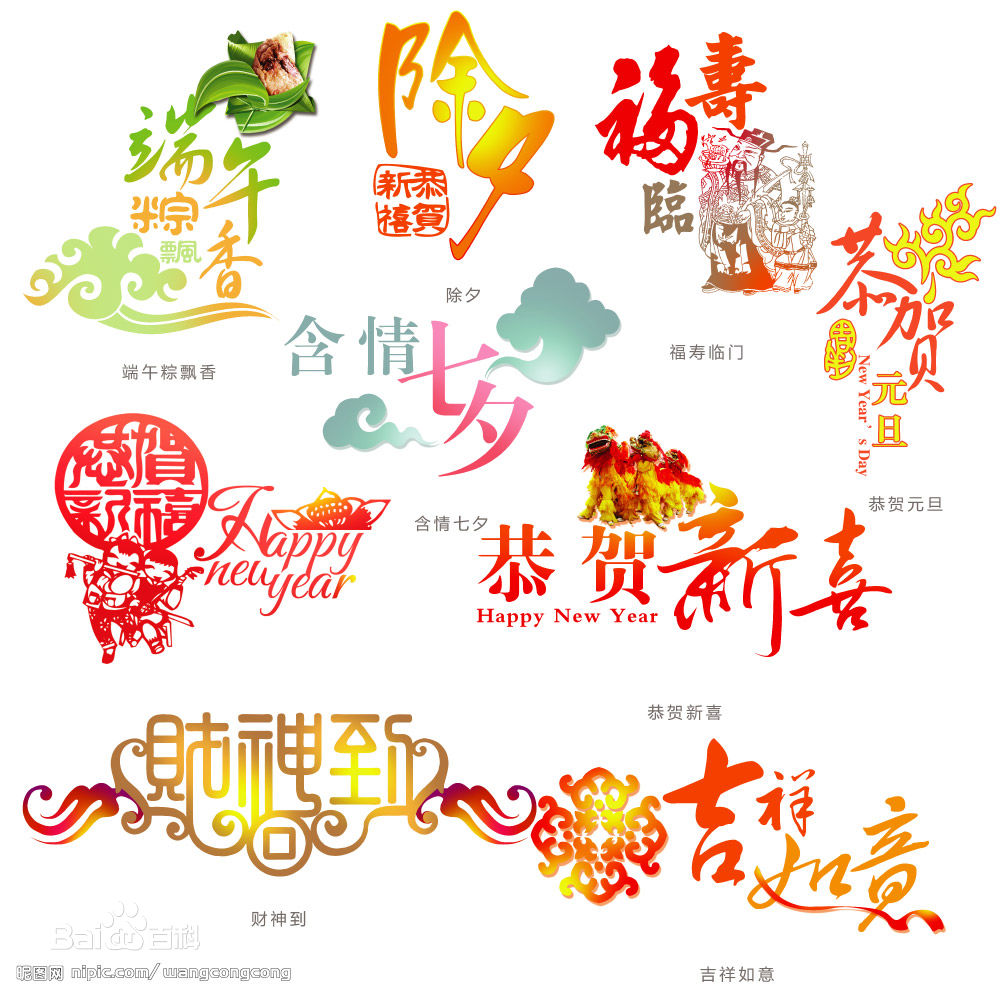 端午
粽飘香
端午粽飘香
除夕
恭賀
新禧
除夕
福壽
臨
福寿临门
恭贺
元旦
New Year's Day
恭贺元旦
含情七夕
含情七夕
恭賀
新禧
Happy
new year
恭贺新喜
Happy New Year
恭贺新喜
財神到
财神到
吉祥如意
吉祥如意
Bai百科
昵图网 nipic.com/wangcongcong